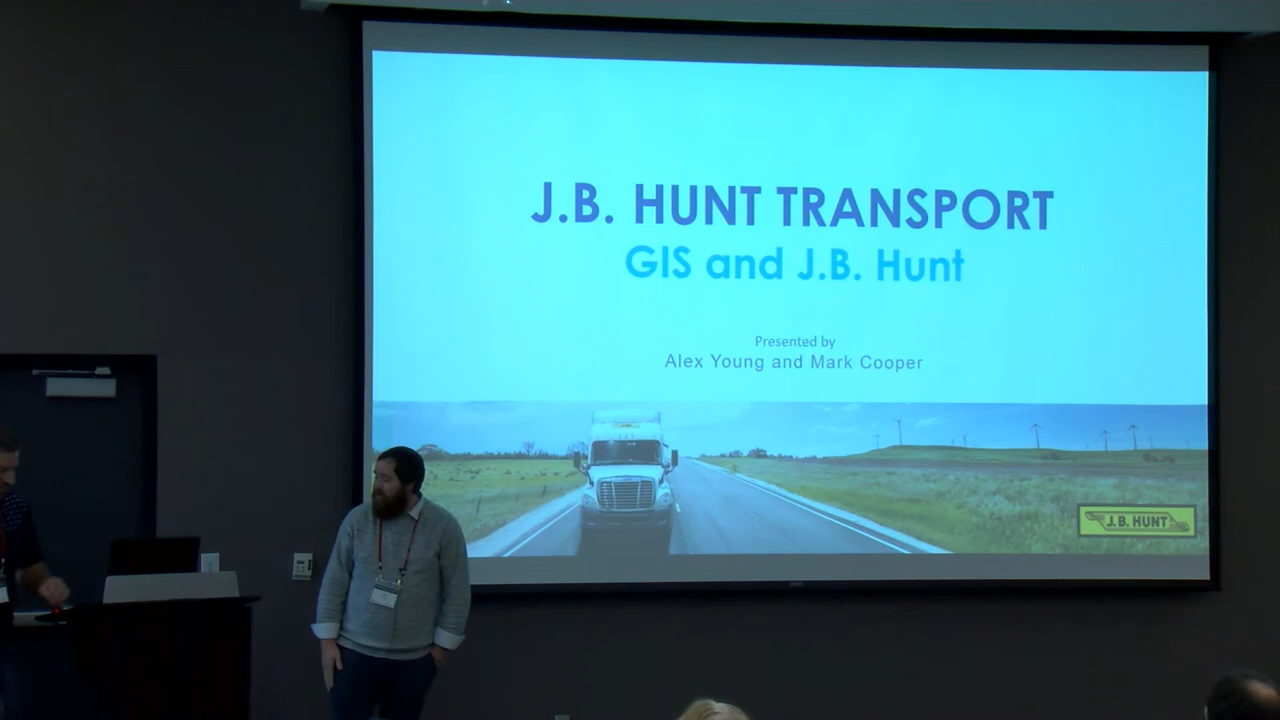 J.B. HUNT TRANSPORT
GIS and J.B. Hunt
Presented by
Alex Young and Mark Cooper
J.B. HUNT